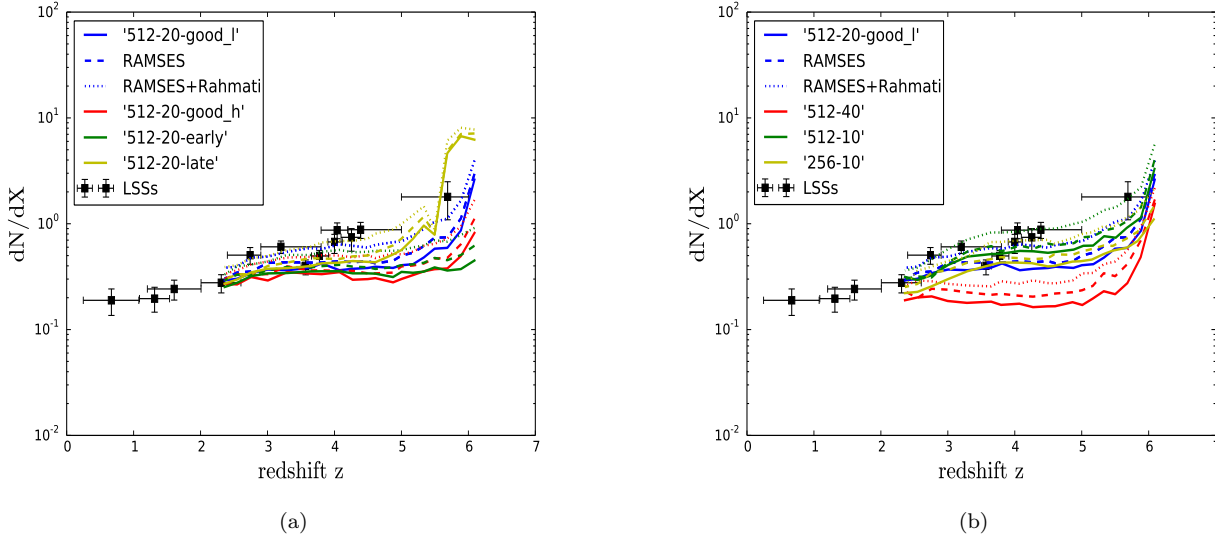 '512-20-good_l'
RAMSES
RAMSES+Rahmati
'512-20-good_h'
'512-20-early'
'512-20-late'
LSSs
10^2
10^1
10^0
10^-1
10^-2
dN/dX
0 1 2 3 4 5 6 7
redshift z
(a)
'512-20-good_l'
RAMSES
RAMSES+Rahmati
'512-40'
'512-10'
'256-10'
LSSs
10^2
10^1
10^0
10^-1
10^-2
dN/dX
0 1 2 3 4 5 6
redshift z
(b)